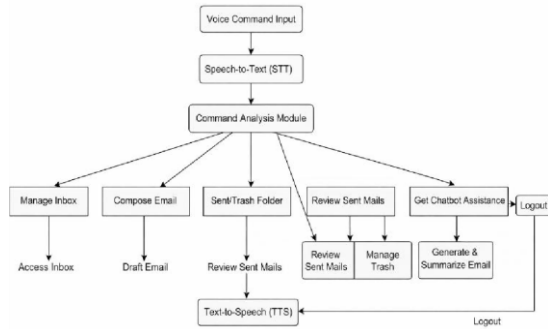 Voice Command Input
Speech-to-Text (STT)
Command Analysis Module
Manage Inbox
Compose Email
Sent/Trash Folder
Review Sent Mails
Get Chatbot Assistance
Logout
Access Inbox
Draft Email
Review Sent Mails
Review
Sent Mails
Manage
Trash
Generate &
Summarize Email
Text-to-Speech (TTS)
Logout